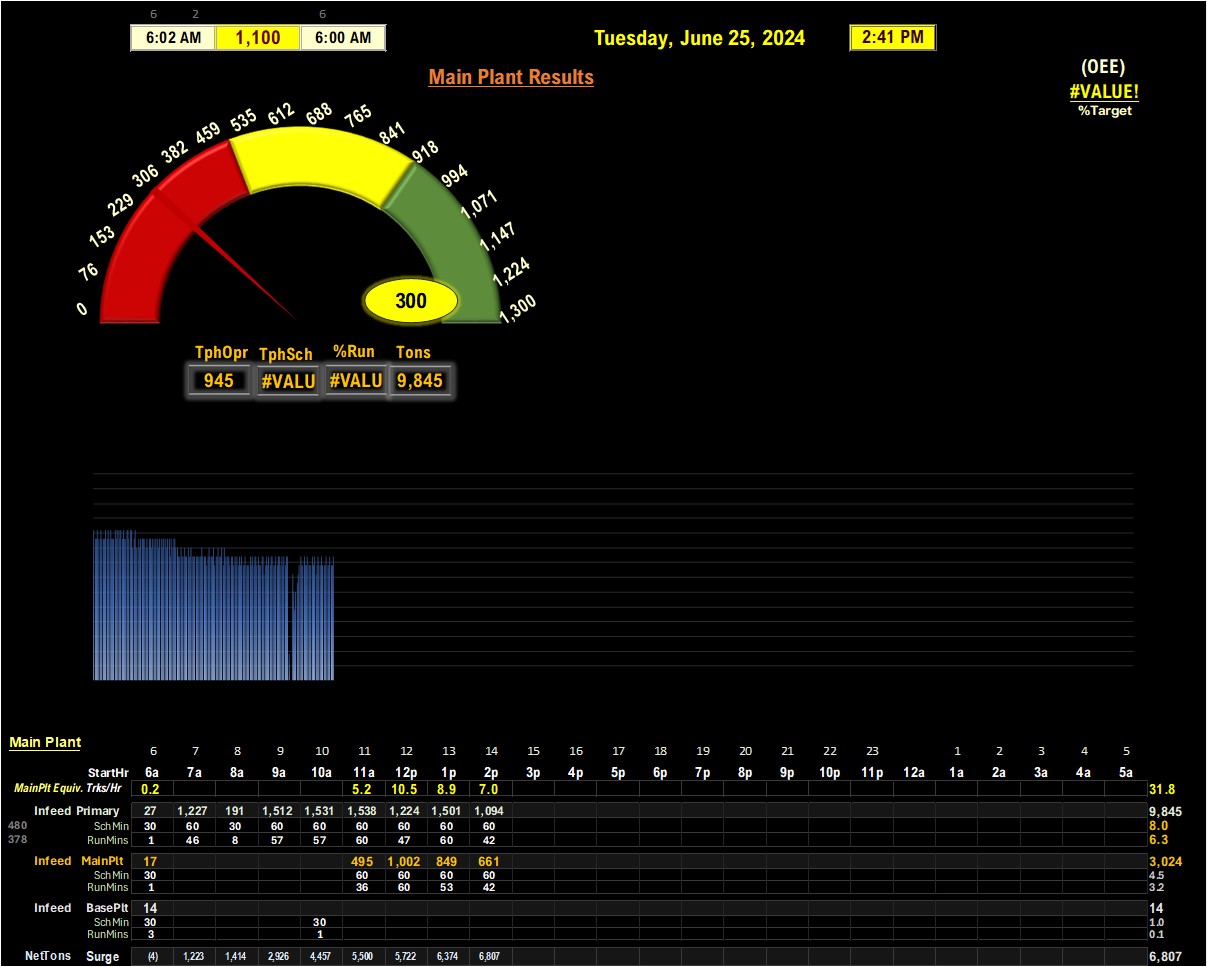 6 2 6
6:02 AM 1,100 6:00 AM Tuesday, June 25, 2024 2:41 PM
Main Plant Results
(OEE)
#VALUE!
%Target
0 76 153 229 306 382 459 535 612 688 765 841 918 994 1,071 1,147 1,224 1,300
300
TphOpr TphSch %Run Tons
945 #VALU #VALU 9,845
Main Plant
6 7 8 9 10 11 12 13 14 15 16 17 18 19 20 21 22 23 1 2 3 4 5
StartHr 6a 7a 8a 9a 10a 11a 12p 1p 2p 3p 4p 5p 6p 7p 8p 9p 10p 11p 12a 1a 2a 3a 4a 5a
MainPlt Equiv. Trks/Hr 0.2 5.2 10.5 8.9 7.0 31.8
Infeed Primary 27 1,227 191 1,512 1,531 1,538 1,224 1,501 1,094 9,845
480 SchMin 30 60 30 60 60 60 60 60 60 8.0
378 RunMins 1 46 8 57 57 60 47 60 42 6.3
Infeed MainPlt 17 495 1,002 849 661 3,024
SchMin 30 60 60 60 60 4.5
RunMins 1 36 60 53 42 3.2
Infeed BasePlt 14 14
SchMin 30 30 1.0
RunMins 3 1 0.1
NetTons Surge (4) 1,223 1,414 2,926 4,457 5,500 5,722 6,374 6,807 6,807